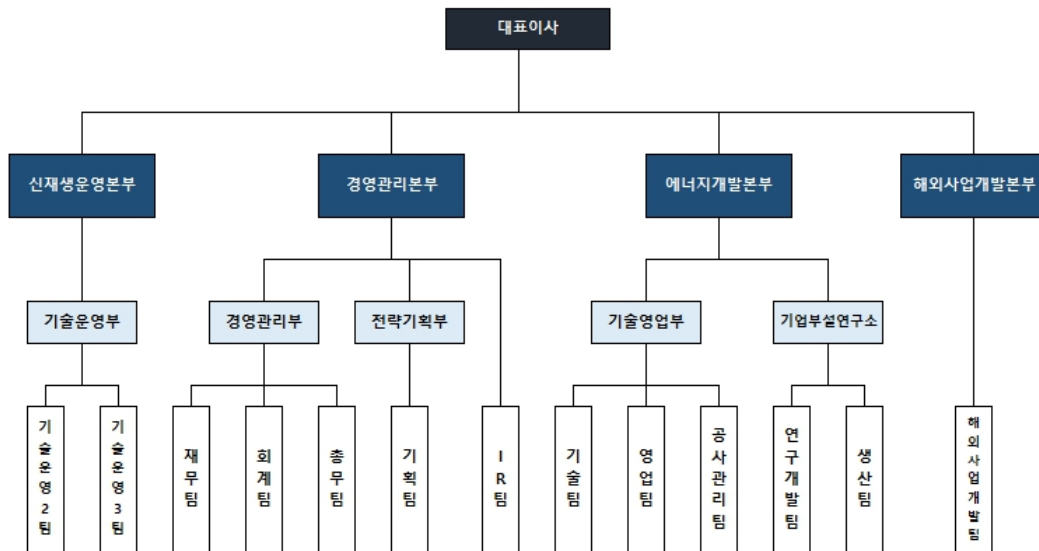 대표이사
신재생운영본부
경영관리본부
에너지개발본부
해외사업개발본부
기술운영부
경영관리부
전략기획부
기술영업부
기업부설연구소
기술운영2팀
기술운영3팀
재무팀
회계팀
총무팀
기획팀
IR팀
기술팀
영업팀
공사관리팀
연구개발팀
생산팀
해외사업개발팀